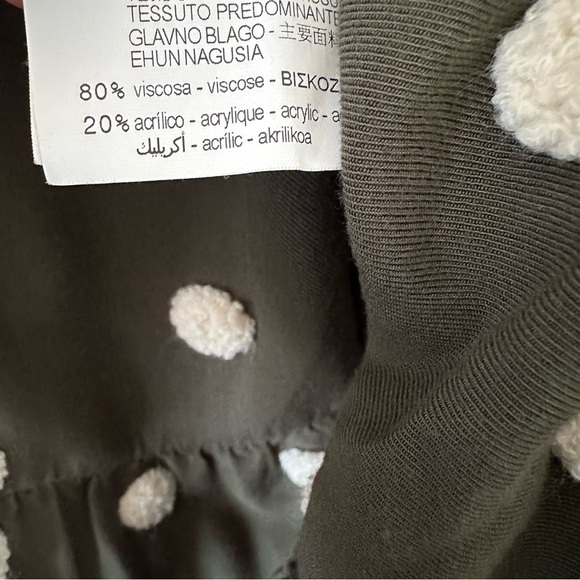 TESSUTO PREDOMINANTE
GLAVNO BLAGO - 主要面料
EHUN NAGUSIA
80% viscosa - viscose - ΒΙΣΚΟΖ
20% acrílico - acrylique - acrylic - a
أكريليك - acrílic - akrilikoa